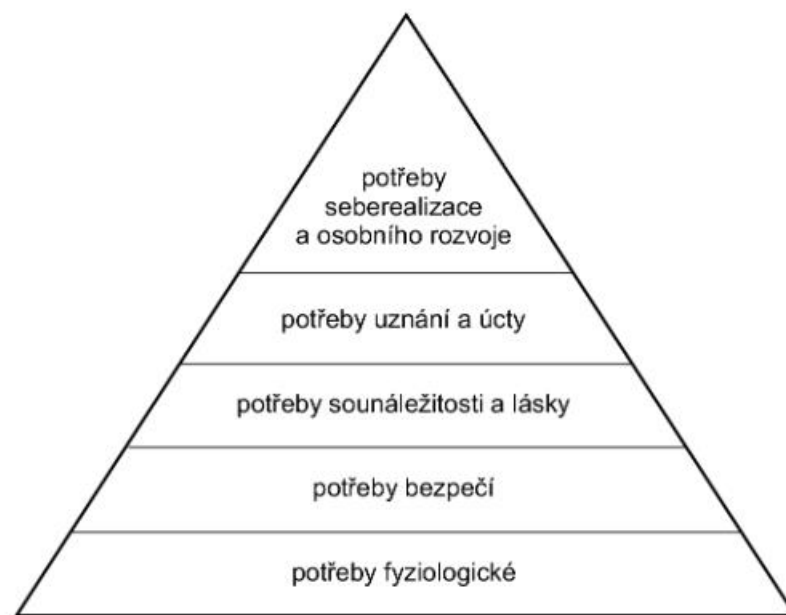 potřeby
seberealizace
a osobního rozvoje
potřeby uznání a úcty
potřeby sounáležitosti a lásky
potřeby bezpečí
potřeby fyziologické